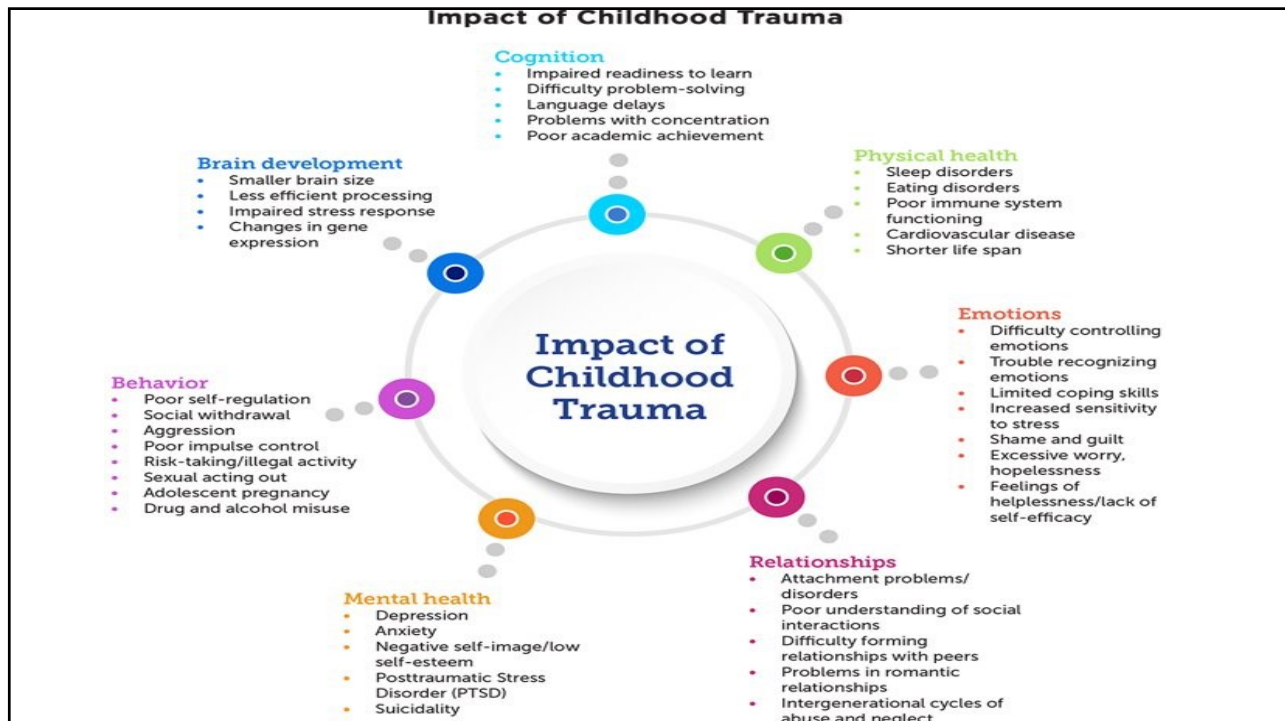 Impact of Childhood Trauma
Cognition
• Impaired readiness to learn
• Difficulty problem-solving
• Language delays
• Problems with concentration
• Poor academic achievement
Physical health
• Sleep disorders
• Eating disorders
• Poor immune system
functioning
• Cardiovascular disease
• Shorter life span
Emotions
• Difficulty controlling
emotions
• Trouble recognizing
emotions
• Limited coping skills
• Increased sensitivity
to stress
• Shame and guilt
• Excessive worry,
hopelessness
• Feelings of
helplessness/lack of
self-efficacy
Relationships
• Attachment problems/
disorders
• Poor understanding of social
interactions
• Difficulty forming
relationships with peers
• Problems in romantic
relationships
• Intergenerational cycles of
abuse and neglect
Mental health
• Depression
• Anxiety
• Negative self-image/low
self-esteem
• Posttraumatic Stress
Disorder (PTSD)
• Suicidality
Behavior
• Poor self-regulation
• Social withdrawal
• Aggression
• Poor impulse control
• Risk-taking/illegal activity
• Sexual acting out
• Adolescent pregnancy
• Drug and alcohol misuse
Brain development
• Smaller brain size
• Less efficient processing
• Impaired stress response
• Changes in gene
expression
Impact of
Childhood
Trauma